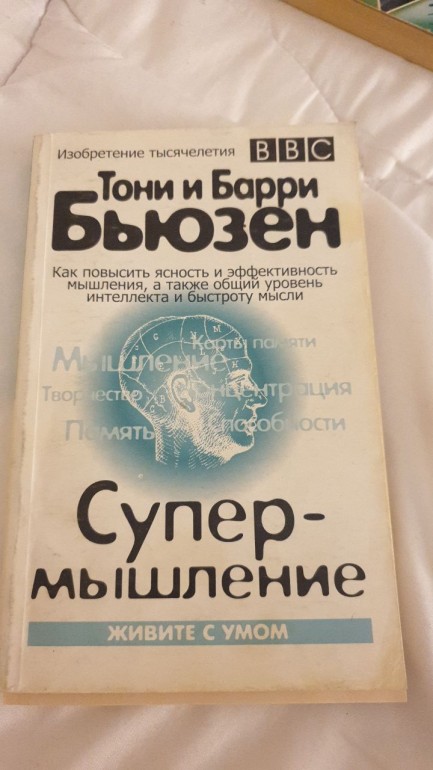 Изобретение тысячелетия BBC
Тони и Барри
Бьюзен
Как повысить ясность и эффективность
мышления, а также общий уровень
интеллекта и быстроту мысли
Карты памяти
Мышление
Творчество Концентрация
Память Способности
Супер-
мышление
ЖИВИТЕ С УМОМ